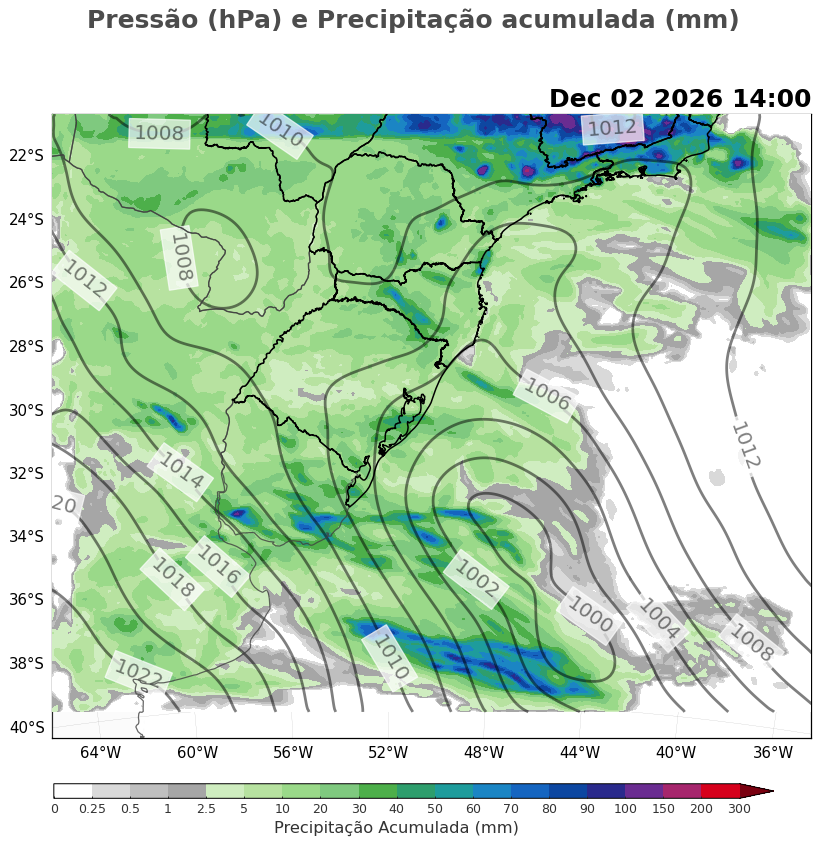 Pressão (hPa) e Precipitação acumulada (mm)
Dec 02 2026 14:00
1008
1010
1012
22°S
24°S
1008
1012
26°S
28°S
1006
30°S
1012
1014
32°S
20
34°S
1016
1018
1002
36°S
1000
1004
1008
1010
38°S
1022
40°S
64°W 60°W 56°W 52°W 48°W 44°W 40°W 36°W
0 0.25 0.5 1 2.5 5 10 20 30 40 50 60 70 80 90 100 150 200 300
Precipitação Acumulada (mm)